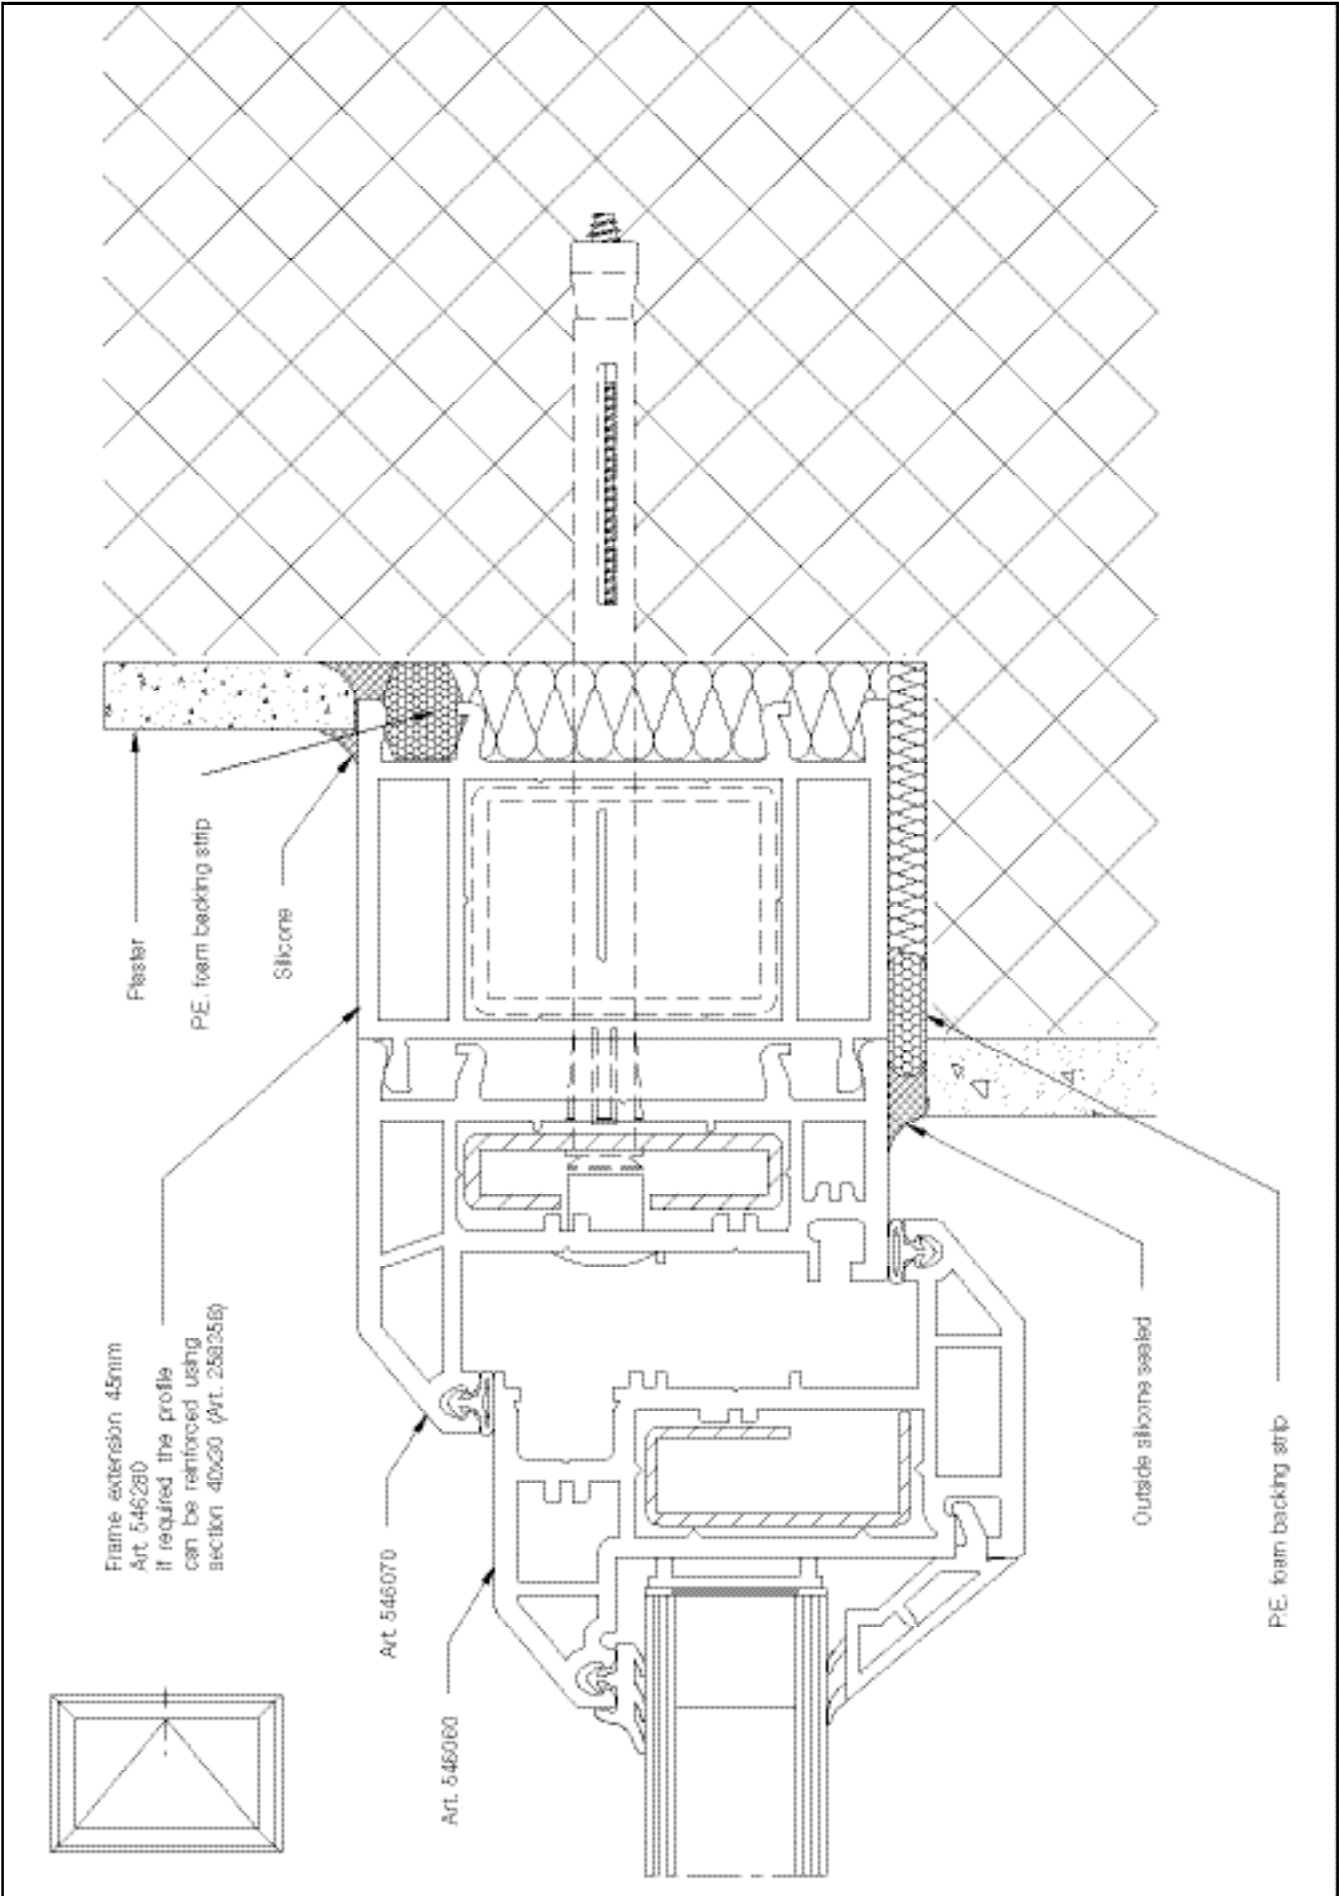 Plaster
P.E. foam backing strip
Silicone
Frame extension 45mm
Art. 546280
If required the profile
can be reinforced using
section 40x30 (Art. 258356)
Art. 546070
Art. 546060
Outside silicone sealed
P.E. foam backing strip